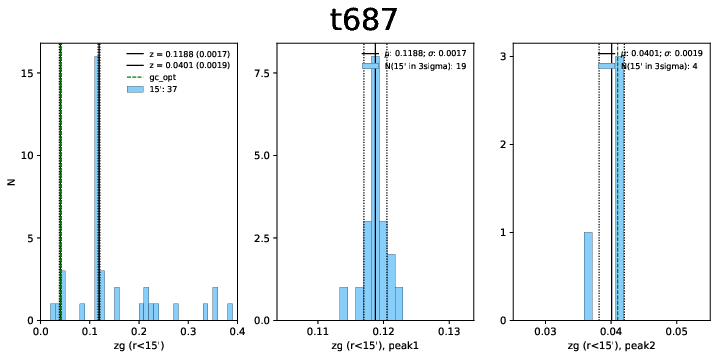 t687
z = 0.1188 (0.0017)
z = 0.0401 (0.0019)
gc_opt
15': 37
N
15
10
5
0
0.0 0.1 0.2 0.3 0.4
zg (r<15')
μ: 0.1188; σ: 0.0017
N(15' in 3sigma): 19
7.5
5.0
2.5
0.0
0.11 0.12 0.13
zg (r<15'), peak1
μ: 0.0401; σ: 0.0019
N(15' in 3sigma): 4
3
2
1
0
0.03 0.04 0.05
zg (r<15'), peak2